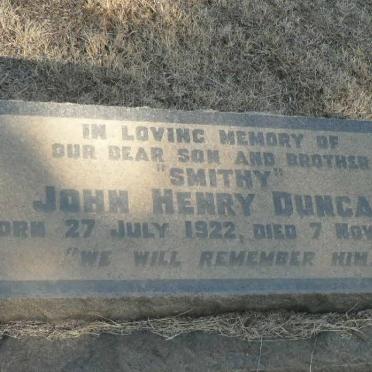 IN LOVING MEMORY OF
OUR DEAR SON AND BROTHER
"SMITHY"
JOHN HENRY DUNCA
ORN 27 JULY 1922, DIED 7 NOV
"WE WILL REMEMBER HIM